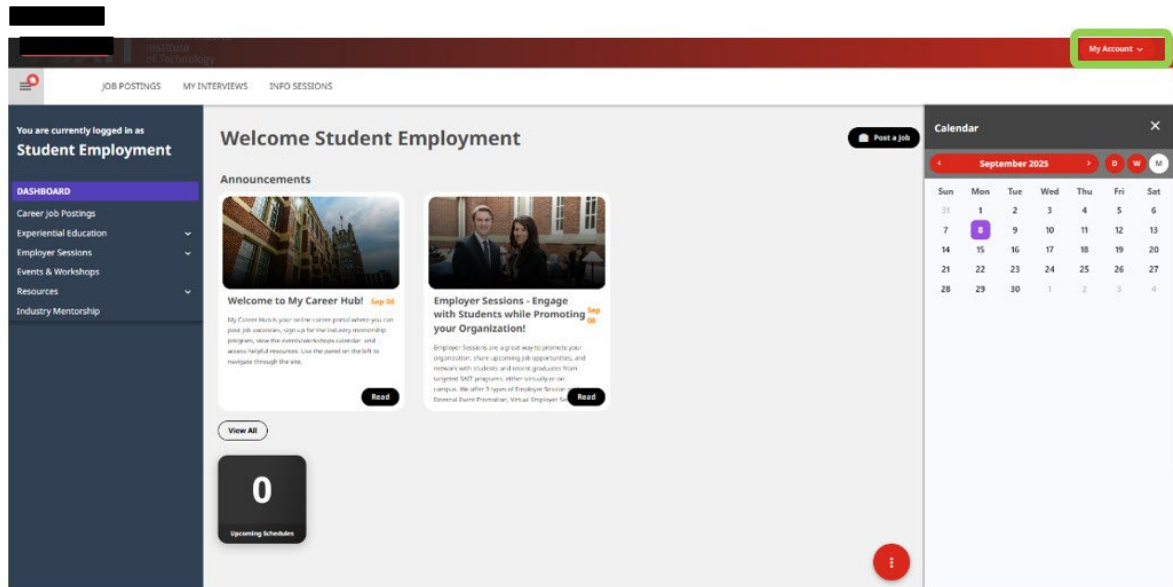 Institute
of Technology
My Account
JOB POSTINGS MY INTERVIEWS INFO SESSIONS
You are currently logged in as
Student Employment
DASHBOARD
Career Job Postings
Experiential Education
Employer Sessions
Events & Workshops
Resources
Industry Mentorship
Welcome Student Employment
Post a Job
Announcements
Welcome to My Career Hub! Sep 08
My Career Hub is your online career portal where you can
post job vacancies, sign up for the industry mentorship
program, view the events/workshops calendar and
access helpful resources. Use the panel on the left to
navigate through the site.
Read
Employer Sessions - Engage
with Students while Promoting
your Organization!
Sep
08
Employer Sessions are a great way to promote your
organization, share upcoming job opportunities, and
network with students and recent graduates from
targeted SAIT programs, either virtually or on-
campus. We offer 3 types of Employer Session
External Event Promotion, Virtual Employer
Read
View All
0
Upcoming Schedules
Calendar
September 2025 D W M
Sun Mon Tue Wed Thu Fri Sat
31 1 2 3 4 5 6
7 8 9 10 11 12 13
14 15 16 17 18 19 20
21 22 23 24 25 26 27
28 29 30 1 2 3 4